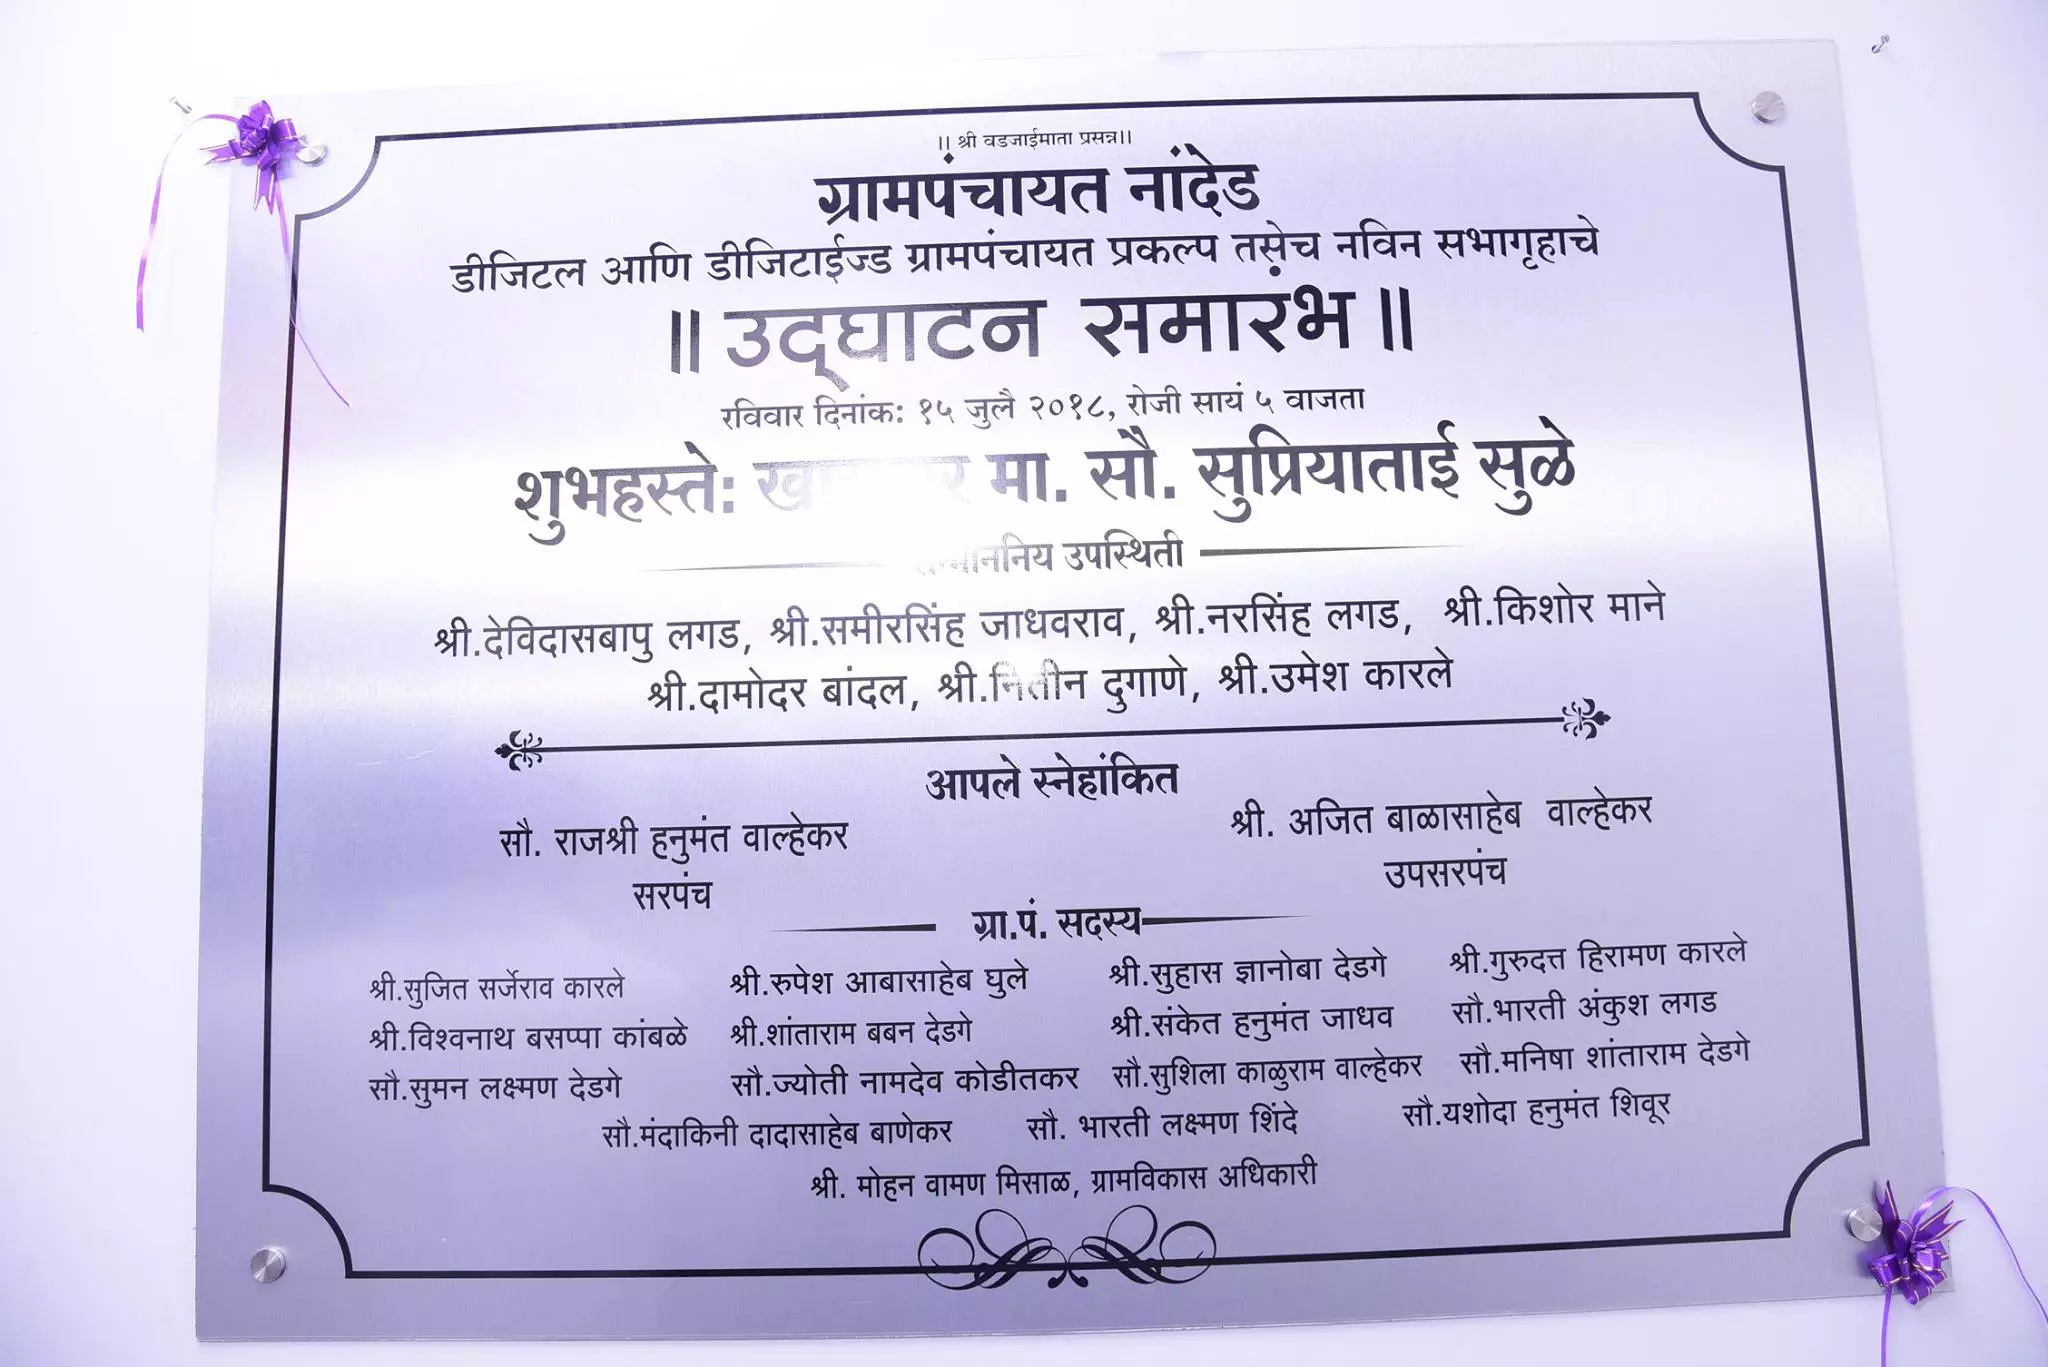 ।। श्री वडजाईमाता प्रसन्न।।
ग्रामपंचायत नांदेड
डीजिटल आणि डीजिटाईज्ड ग्रामपंचायत प्रकल्प तसेच नविन सभागृहाचे
॥ उद्‌घाटन समारंभ ॥
रविवार दिनांक: १५ जुलै २०१८, रोजी सायं ५ वाजता
शुभहस्ते: मा. सौ. सुप्रियाताई सुळे
सन्माननिय उपस्थिती
श्री.देविदासबापु लगड, श्री.समीरसिंह जाधवराव, श्री.नरसिंह लगड, श्री.किशोर माने
श्री.दामोदर बांदल, श्री.नितीन दुगाणे, श्री.उमेश कारले
आपले स्नेहांकित
सौ. राजश्री हनुमंत वाल्हेकर श्री. अजित बाळासाहेब वाल्हेकर
सरपंच उपसरपंच
ग्रा.पं. सदस्य
श्री.सुजित सर्जेराव कारले श्री.रुपेश आबासाहेब घुले श्री.सुहास ज्ञानोबा देडगे श्री.गुरुदत्त हिरामण कारले
श्री.विश्वनाथ बसप्पा कांबळे श्री.शांताराम बबन देडगे श्री.संकेत हनुमंत जाधव सौ.भारती अंकुश लगड
सौ.सुमन लक्ष्मण देडगे सौ.ज्योती नामदेव कोडीतकर सौ.सुशिला काळुराम वाल्हेकर सौ.मनिषा शांताराम देडगे
सौ.मंदाकिनी दादासाहेब बाणेकर सौ. भारती लक्ष्मण शिंदे सौ.यशोदा हनुमंत शिवूर
श्री. मोहन वामण मिसाळ, ग्रामविकास अधिकारी